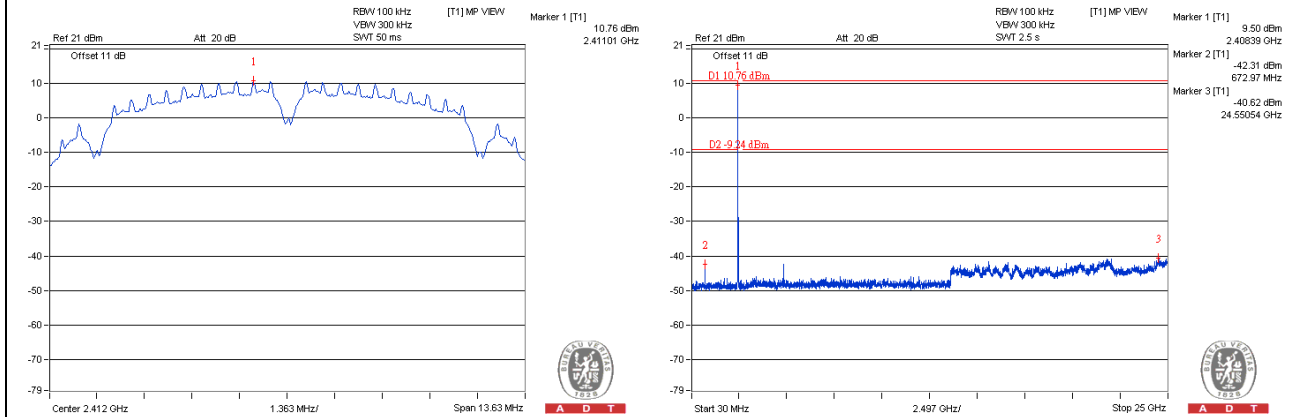 RBW 100 kHz [T1] MP VIEW
VBW 300 kHz
Ref 21 dBm Att 20 dB SWT 50 ms
Marker 1 [T1]
10.76 dBm
2.41101 GHz
21
Offset 11 dB
1
10
0
-10
-20
-30
-40
-50
-60
-70
-79
Center 2.412 GHz 1.363 MHz/ Span 13.63 MHz
BUREAU VERITAS
1828
A D T
RBW 100 kHz [T1] MP VIEW
VBW 300 kHz
Ref 21 dBm Att 20 dB SWT 2.5 s
Marker 1 [T1]
9.50 dBm
2.40839 GHz
Marker 2 [T1]
-42.31 dBm
672.97 MHz
Marker 3 [T1]
-40.62 dBm
24.55054 GHz
21
Offset 11 dB
1
D1 10.76 dBm
10
0
D2 -9.24 dBm
-10
-20
-30
2
3
-40
-50
-60
-70
-79
Start 30 MHz 2.497 GHz/ Stop 25 GHz
BUREAU VERITAS
1828
A D T